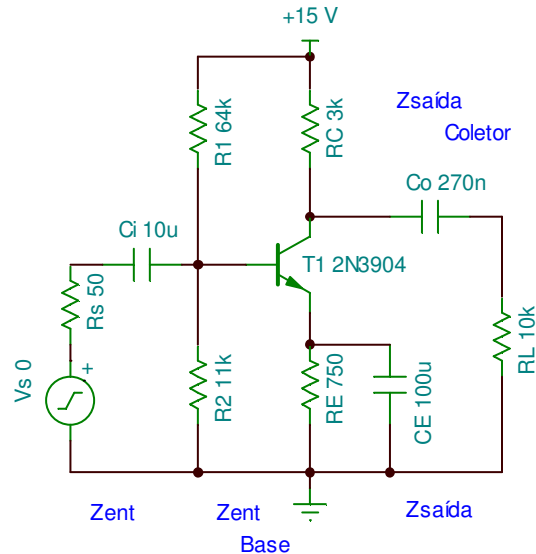 +15 V
R1 64k
RC 3k
Zsaída
Coletor
Ci 10u
Co 270n
T1 2N3904
Rs 50
Vs 0
+
R2 11k
RE 750
CE 100u
RL 10k
Zent
Zent
Base
Zsaída